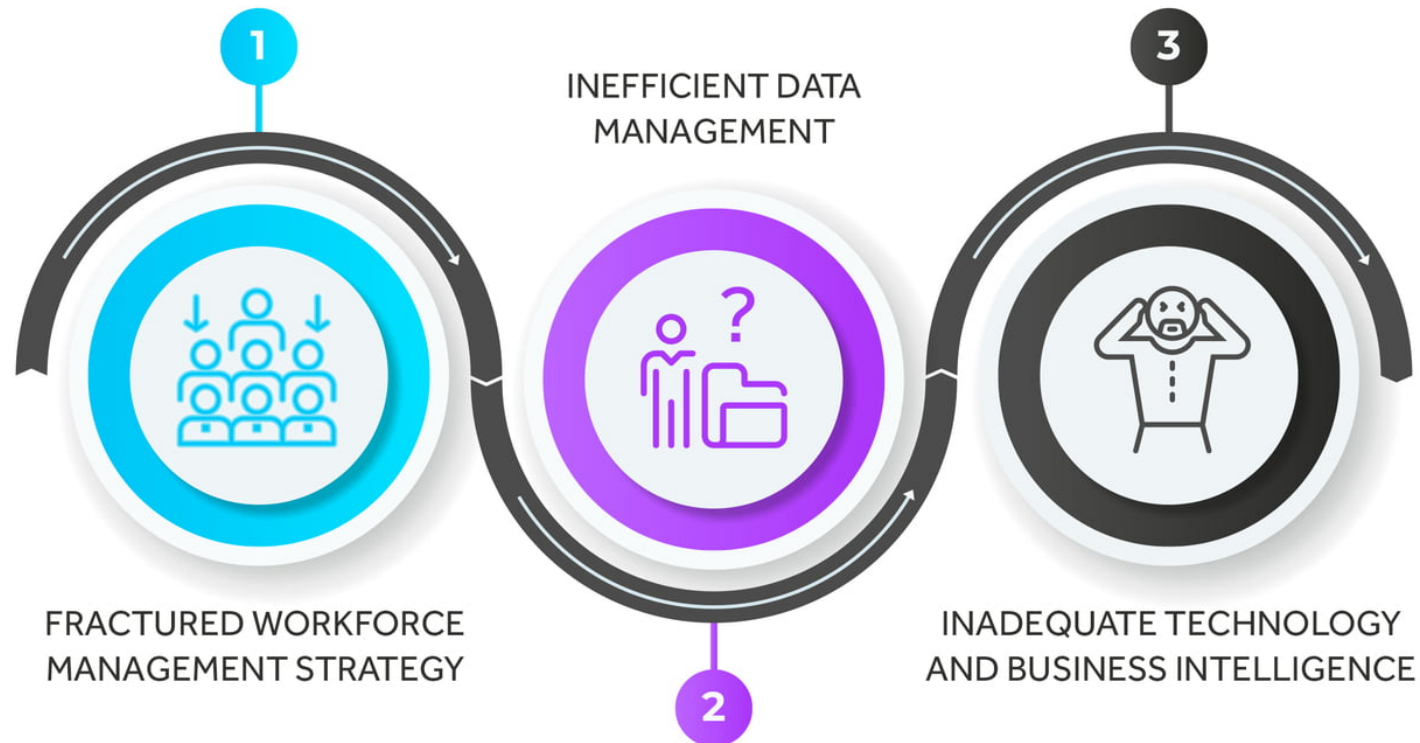 1
FRACTURED WORKFORCE
MANAGEMENT STRATEGY
INEFFICIENT DATA
MANAGEMENT
?
2
3
INADEQUATE TECHNOLOGY
AND BUSINESS INTELLIGENCE